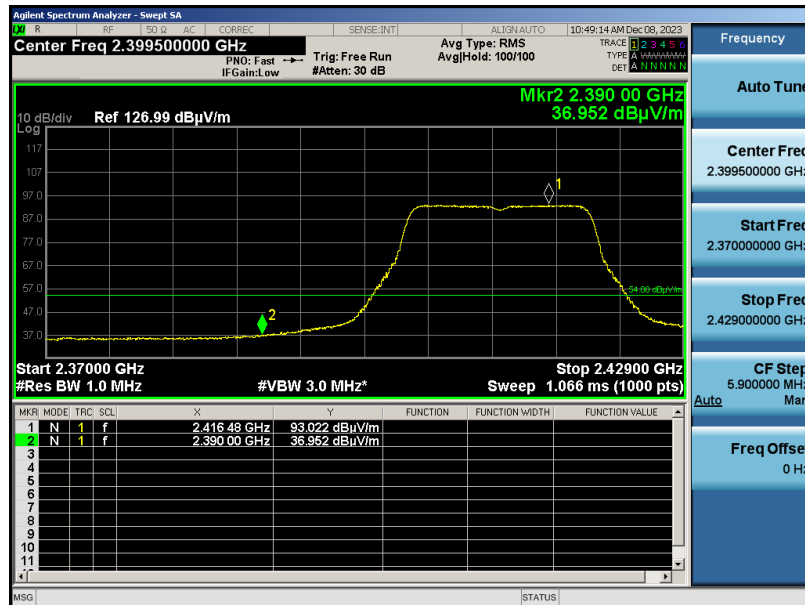 Agilent Spectrum Analyzer - Swept SA
LXI R RF 50 Ω AC CORREC SENSE:INT ALIGN AUTO 10:49:14 AM Dec 08, 2023
Center Freq 2.399500000 GHz
PNO: Fast
IFGain:Low
Trig: Free Run
#Atten: 30 dB
Avg Type: RMS
Avg|Hold: 100/100
TRACE 1 2 3 4 5 6
TYPE A WWWWW
DET A N N N N N
Mkr2 2.390 00 GHz
36.952 dBµV/m
10 dB/div Ref 126.99 dBµV/m
Log
117
107
97.0
87.0
77.0
67.0
57.0
47.0
37.0
1
2
54.00 dBµV/m
Start 2.37000 GHz Stop 2.42900 GHz
#Res BW 1.0 MHz #VBW 3.0 MHz* Sweep 1.066 ms (1000 pts)
MKR MODE TRC SCL X Y FUNCTION FUNCTION WIDTH FUNCTION VALUE
1 N 1 f 2.416 48 GHz 93.022 dBµV/m
2 N 1 f 2.390 00 GHz 36.952 dBµV/m
3
4
5
6
7
8
9
10
11
MSG STATUS
Frequency
Auto Tune
Center Freq
2.399500000 GHz
Start Freq
2.370000000 GHz
Stop Freq
2.429000000 GHz
CF Step
5.900000 MHz
Auto Man
Freq Offset
0 Hz